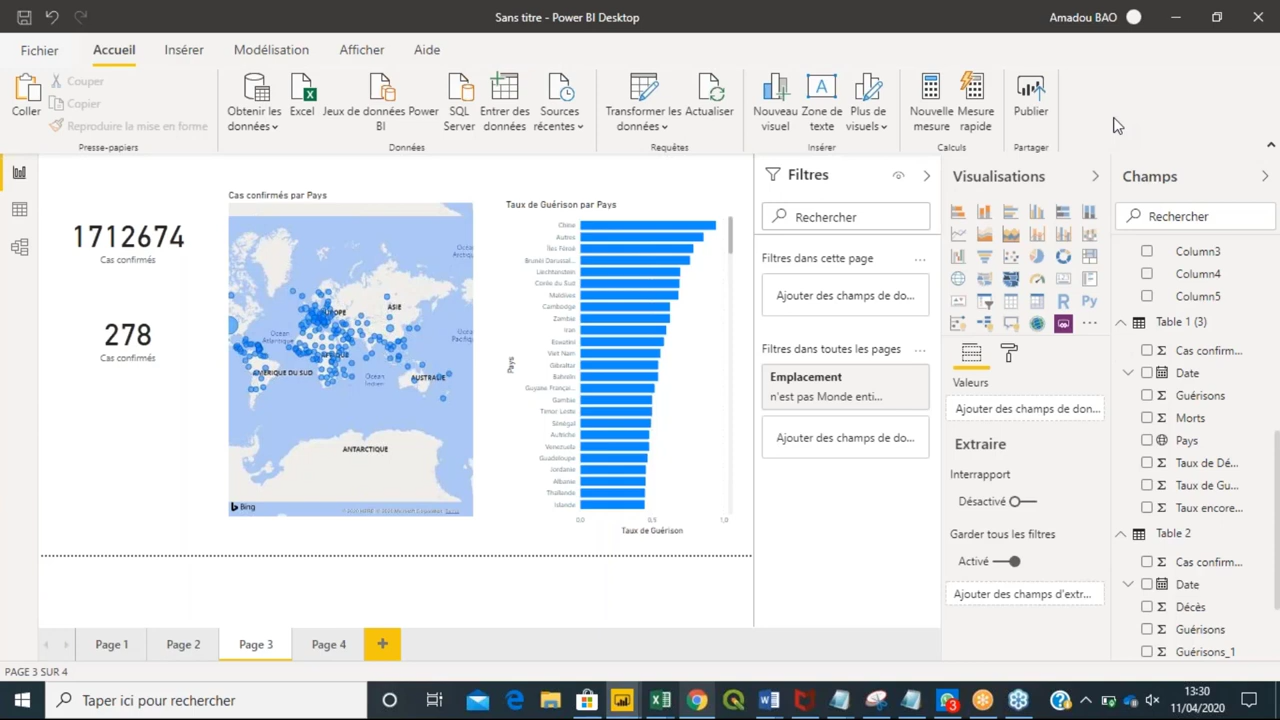 Sans titre - Power BI Desktop
Amadou BAO
Fichier
Accueil
Insérer
Modélisation
Afficher
Aide
Coller
Couper
Copier
Reproduire la mise en forme
Presse-papiers
Obtenir les
données
Excel
Jeux de données Power
BI
SQL
Server
Entrer des
données
Sources
récentes
Données
Transformer les
données
Actualiser
Requêtes
Nouveau
visuel
Zone de
texte
Plus de
visuels
Insérer
Nouvelle
mesure
Mesure
rapide
Calculs
Publier
Partager
1712674
Cas confirmés
278
Cas confirmés
Cas confirmés par Pays
Océan
Arctiq...
ASIE
EUROPE
Océan
Atlantique
Océan
Pacifiq...
AFRIQUE
AMÉRIQUE DU SUD
Océan
Indien
AUSTRALIE
ANTARCTIQUE
Bing
Taux de Guérison par Pays
Pays
Chine
Autres
Îles Féroé
Brunéi Darussal...
Liechtenstein
Corée du Sud
Maldives
Cambodge
Zambie
Iran
Eswatini
Viet Nam
Gibraltar
Bahreïn
Guyane Françai...
Gambie
Timor Leste
Sénégal
Autriche
Venezuela
Guadeloupe
Jordanie
Albanie
Thaïlande
Islande
0,0
0,5
1,0
Taux de Guérison
Filtres
Rechercher
Filtres dans cette page
Ajouter des champs de do...
Filtres dans toutes les pages
Emplacement
n'est pas Monde enti...
Ajouter des champs de do...
Visualisations
R
Py
Valeurs
Ajouter des champs de don...
Extraire
Interrapport
Désactivé
Garder tous les filtres
Activé
Ajouter des champs d'extr...
Champs
Rechercher
Column3
Column4
Column5
Table 1 (3)
Cas confirm...
Date
Guérisons
Morts
Pays
Taux de Dé...
Taux de Gu...
Taux encore...
Table 2
Cas confirm...
Date
Décès
Guérisons
Guérisons_1
Page 1
Page 2
Page 3
Page 4
PAGE 3 SUR 4
Taper ici pour rechercher
3
13:30
11/04/2020